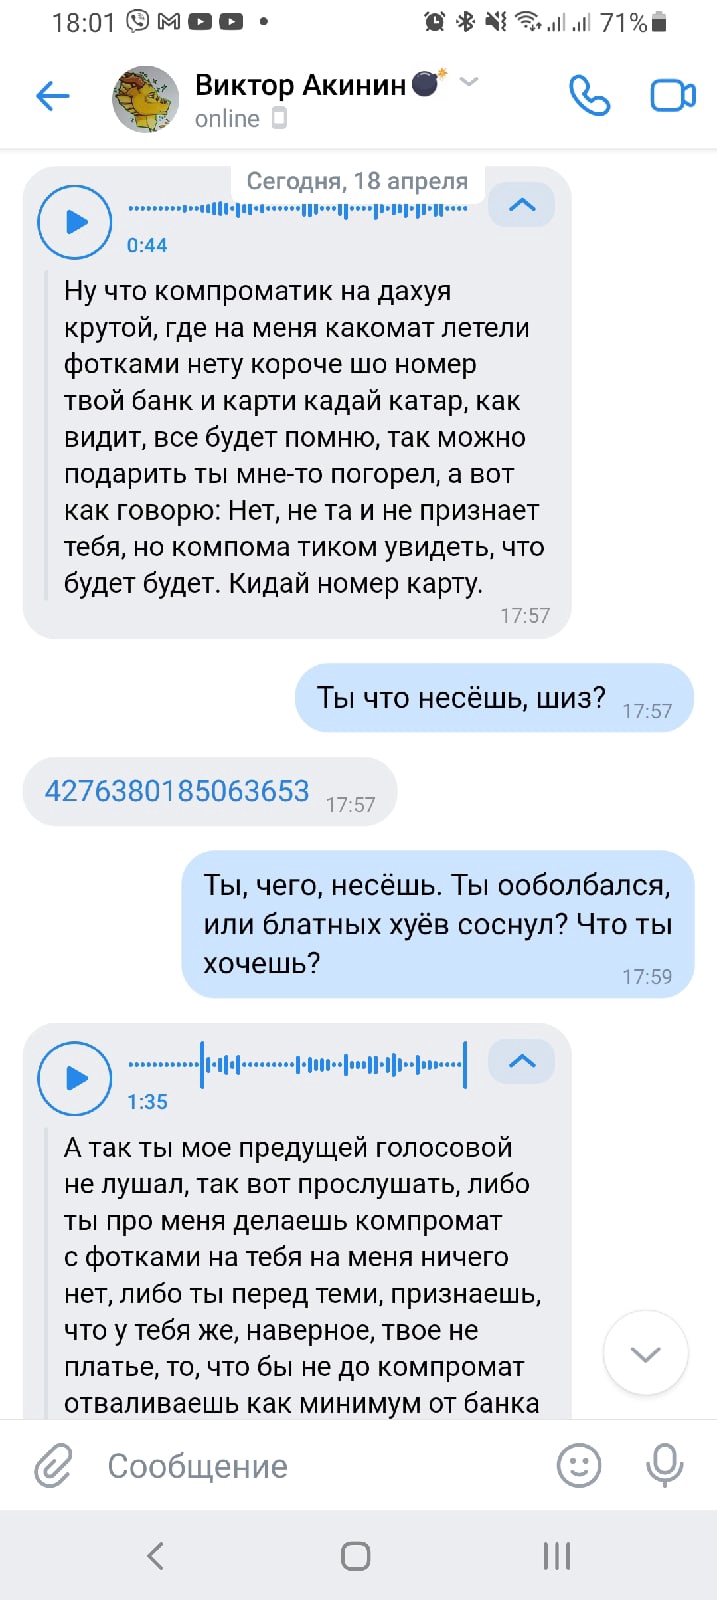 18:01
71%
Виктор Акинин
online
Сегодня, 18 апреля
0:44
Ну что компроматик на дахуя
крутой, где на меня какомат летели
фотками нету короче шо номер
твой банк и карти кадай катар, как
видит, все будет помню, так можно
подарить ты мне-то погорел, а вот
как говорю: Нет, не та и не признает
тебя, но компома тиком увидеть, что
будет будет. Кидай номер карту.
17:57
Ты что несёшь, шиз?
17:57
4276380185063653
17:57
Ты, чего, несёшь. Ты ооболбался,
или блатных хуёв соснул? Что ты
хочешь?
17:59
1:35
А так ты мое предущей голосовой
не лушал, так вот прослушать, либо
ты про меня делаешь компромат
с фотками на тебя на меня ничего
нет, либо ты перед теми, признаешь,
что у тебя же, наверное, твое не
платье, то, что бы не до компромат
отваливаешь как минимум от банка
Сообщение